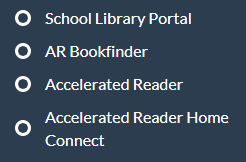 School Library Portal
AR Bookfinder
Accelerated Reader
Accelerated Reader Home
Connect